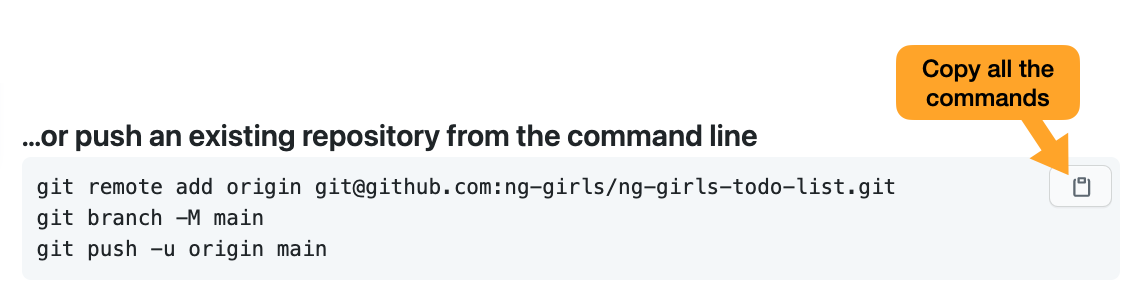 Copy all the
commands
...or push an existing repository from the command line
git remote add origin git@github.com:ng-girls/ng-girls-todo-list.git
git branch -M main
git push -u origin main